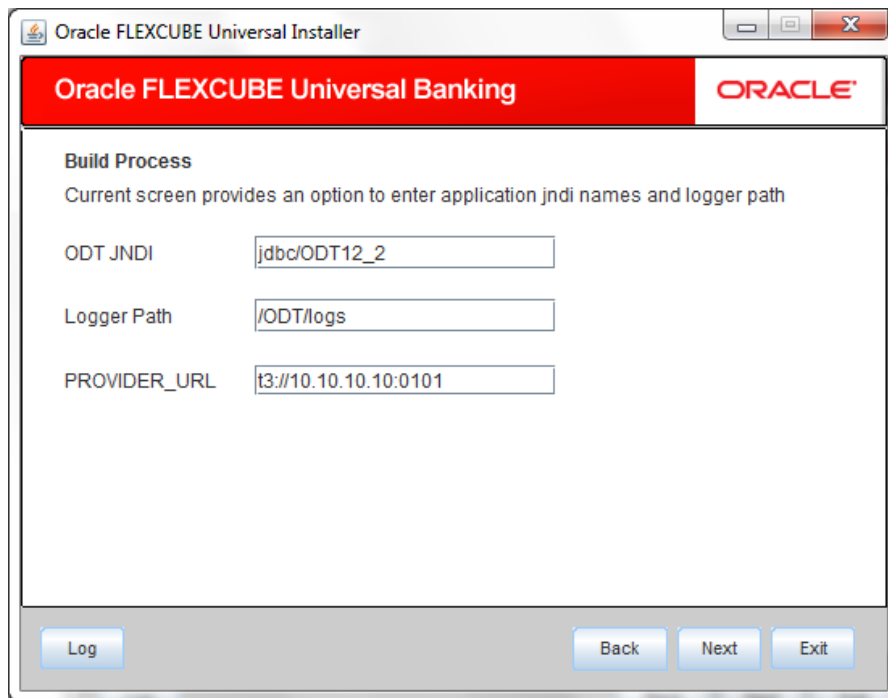 Oracle FLEXCUBE Universal Installer
Oracle FLEXCUBE Universal Banking
ORACLE
Build Process
Current screen provides an option to enter application jndi names and logger path
ODT JNDI jdbc/ODT12_2
Logger Path /ODT/logs
PROVIDER_URL t3://10.10.10.10:0101
Log Back Next Exit